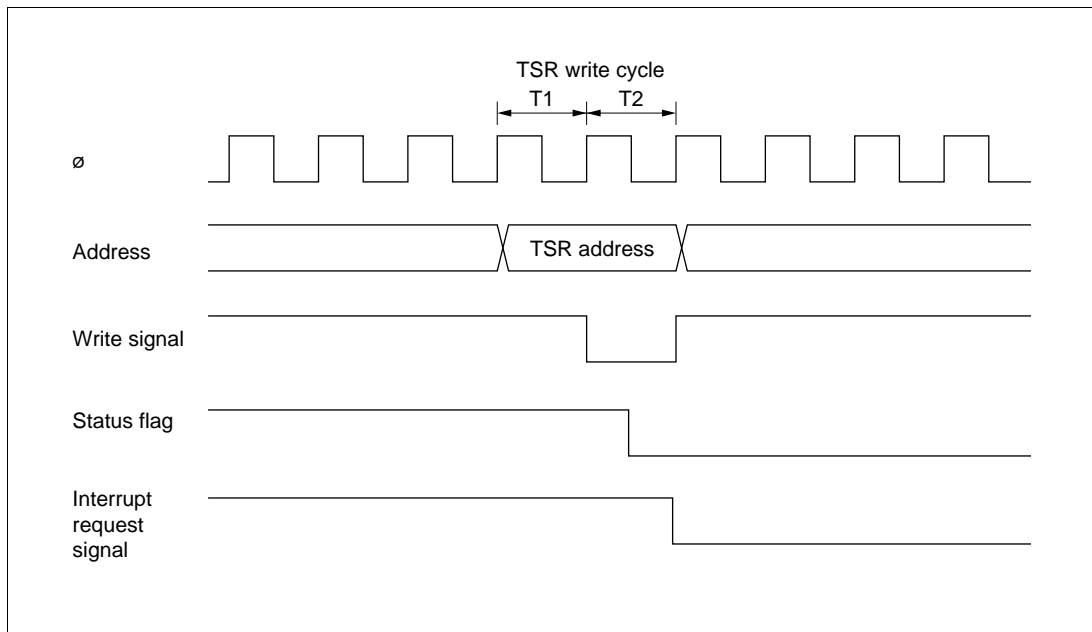 TSR write cycle
T1 T2
ø
Address
TSR address
Write signal
Status flag
Interrupt
request
signal